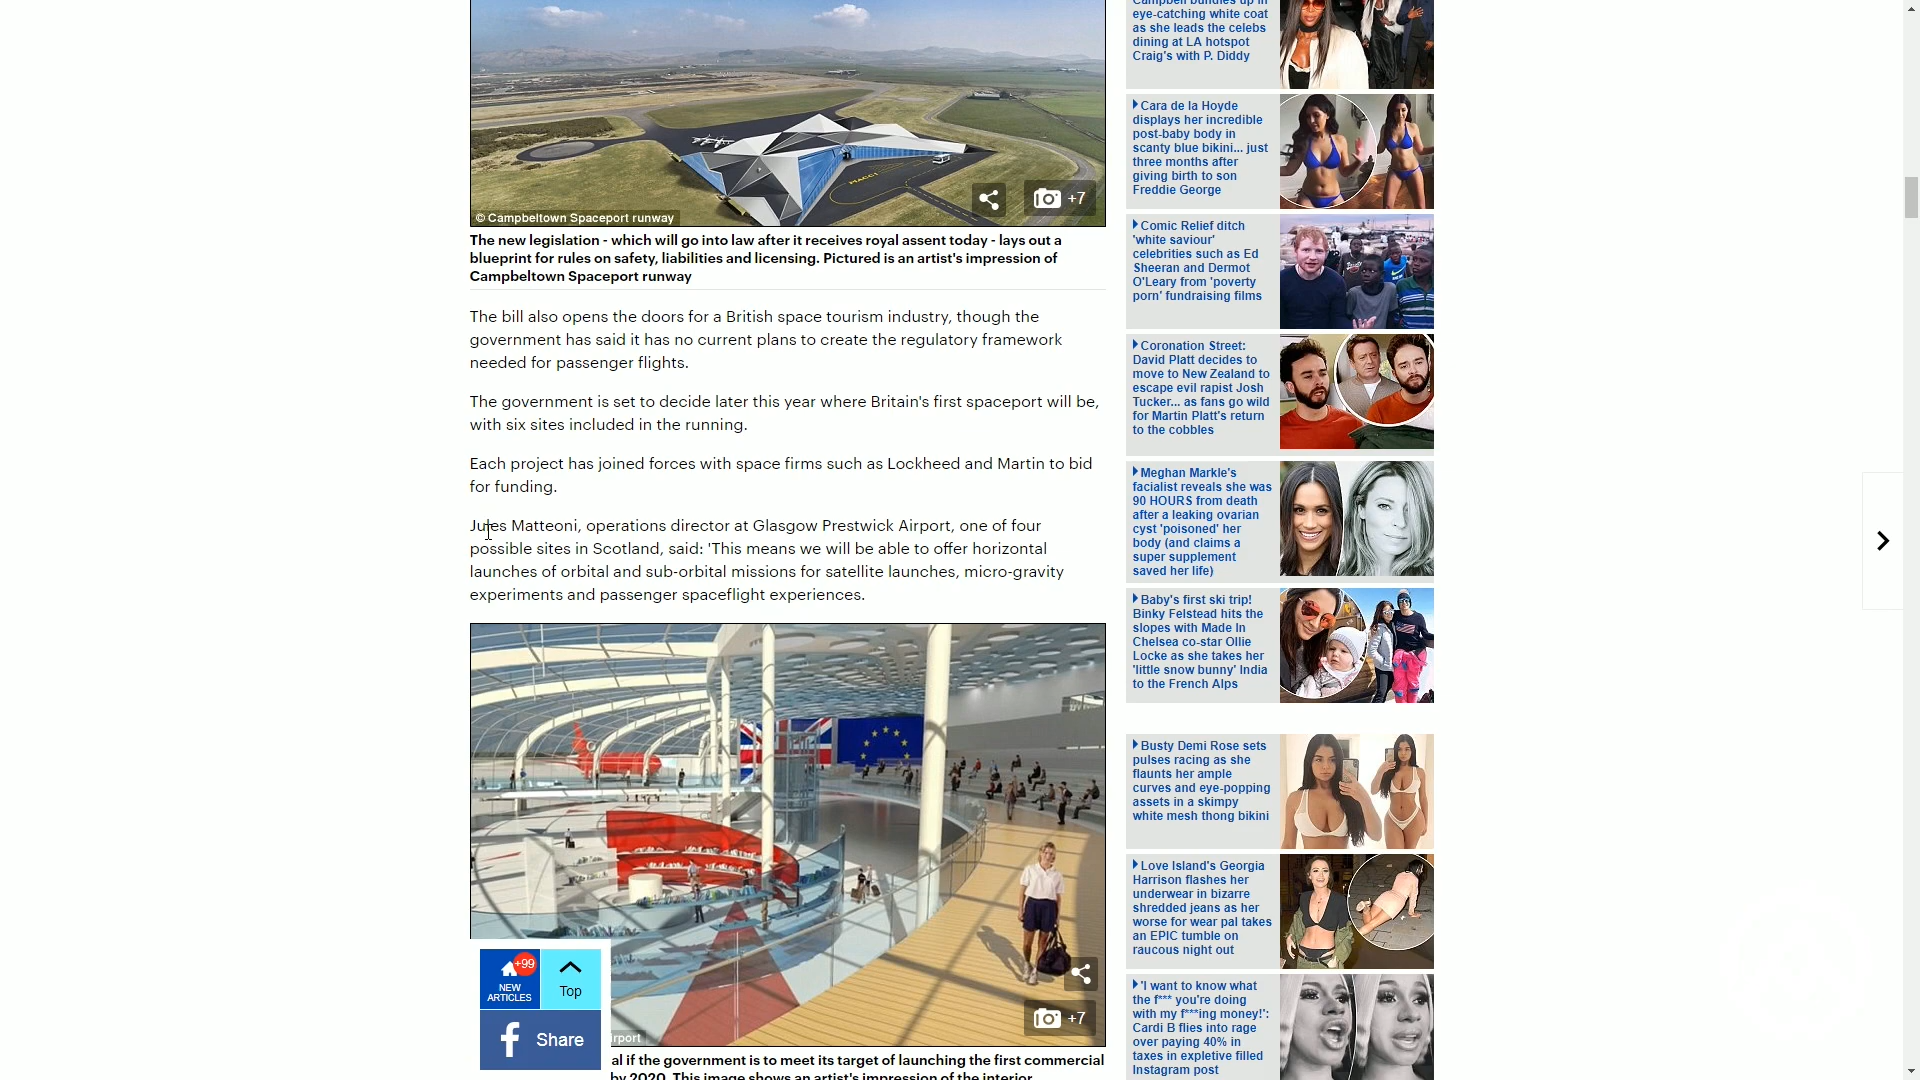 © Campbeltown Spaceport runway
+7
The new legislation - which will go into law after it receives royal assent today - lays out a
blueprint for rules on safety, liabilities and licensing. Pictured is an artist's impression of
Campbeltown Spaceport runway
The bill also opens the doors for a British space tourism industry, though the
government has said it has no current plans to create the regulatory framework
needed for passenger flights.
The government is set to decide later this year where Britain's first spaceport will be,
with six sites included in the running.
Each project has joined forces with space firms such as Lockheed and Martin to bid
for funding.
Jules Matteoni, operations director at Glasgow Prestwick Airport, one of four
possible sites in Scotland, said: 'This means we will be able to offer horizontal
launches of orbital and sub-orbital missions for satellite launches, micro-gravity
experiments and passenger spaceflight experiences.
+7
rport
al if the government is to meet its target of launching the first commercial
by 2020. This image shows an artist's impression of the interior
+99
NEW
ARTICLES
Top
Share
Campbell bundles up in
eye-catching white coat
as she leads the celebs
dining at LA hotspot
Craig's with P. Diddy
Cara de la Hoyde
displays her incredible
post-baby body in
scanty blue bikini... just
three months after
giving birth to son
Freddie George
Comic Relief ditch
'white saviour'
celebrities such as Ed
Sheeran and Dermot
O'Leary from 'poverty
porn' fundraising films
Coronation Street:
David Platt decides to
move to New Zealand to
escape evil rapist Josh
Tucker... as fans go wild
for Martin Platt's return
to the cobbles
Meghan Markle's
facialist reveals she was
90 HOURS from death
after a leaking ovarian
cyst 'poisoned' her
body (and claims a
super supplement
saved her life)
Baby's first ski trip!
Binky Felstead hits the
slopes with Made In
Chelsea co-star Ollie
Locke as she takes her
'little snow bunny' India
to the French Alps
Busty Demi Rose sets
pulses racing as she
flaunts her ample
curves and eye-popping
assets in a skimpy
white mesh thong bikini
Love Island's Georgia
Harrison flashes her
underwear in bizarre
shredded jeans as her
worse for wear pal takes
an EPIC tumble on
raucous night out
'I want to know what
the f*** you're doing
with my f***ing money!':
Cardi B flies into rage
over paying 40% in
taxes in expletive filled
Instagram post